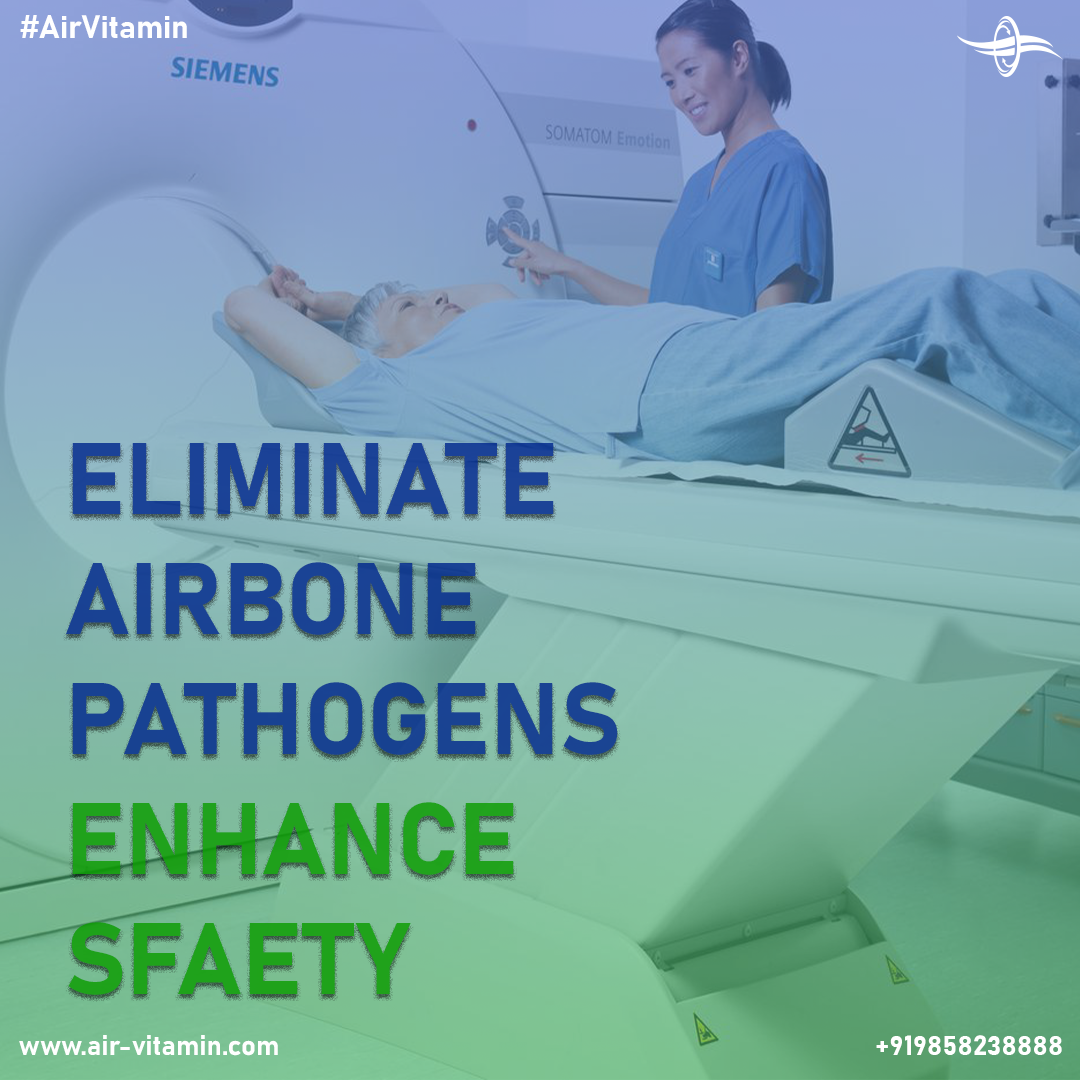 #AirVitamin
SIEMENS
SOMATOM Emotion
ELIMINATE
AIRBONE
PATHOGENS
ENHANCE
SFAETY
www.air-vitamin.com
+919858238888